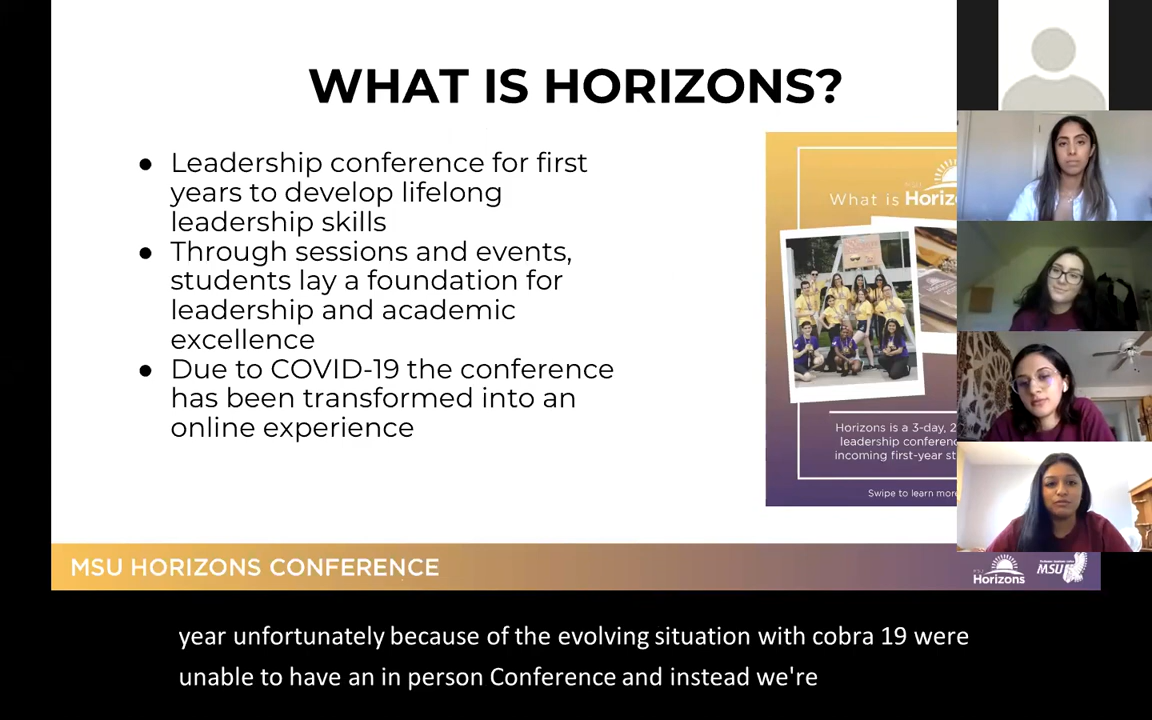 WHAT IS HORIZONS?
● Leadership conference for first
years to develop lifelong
leadership skills
● Through sessions and events,
students lay a foundation for
leadership and academic
excellence
● Due to COVID-19 the conference
has been transformed into an
online experience
What is Horiz
Horizons is a 3-day, 2
leadership conferenc
incoming first-year st
Swipe to learn more
MSU HORIZONS CONFERENCE
MSU
Horizons
MSU
year unfortunately because of the evolving situation with cobra 19 were
unable to have an in person Conference and instead we're